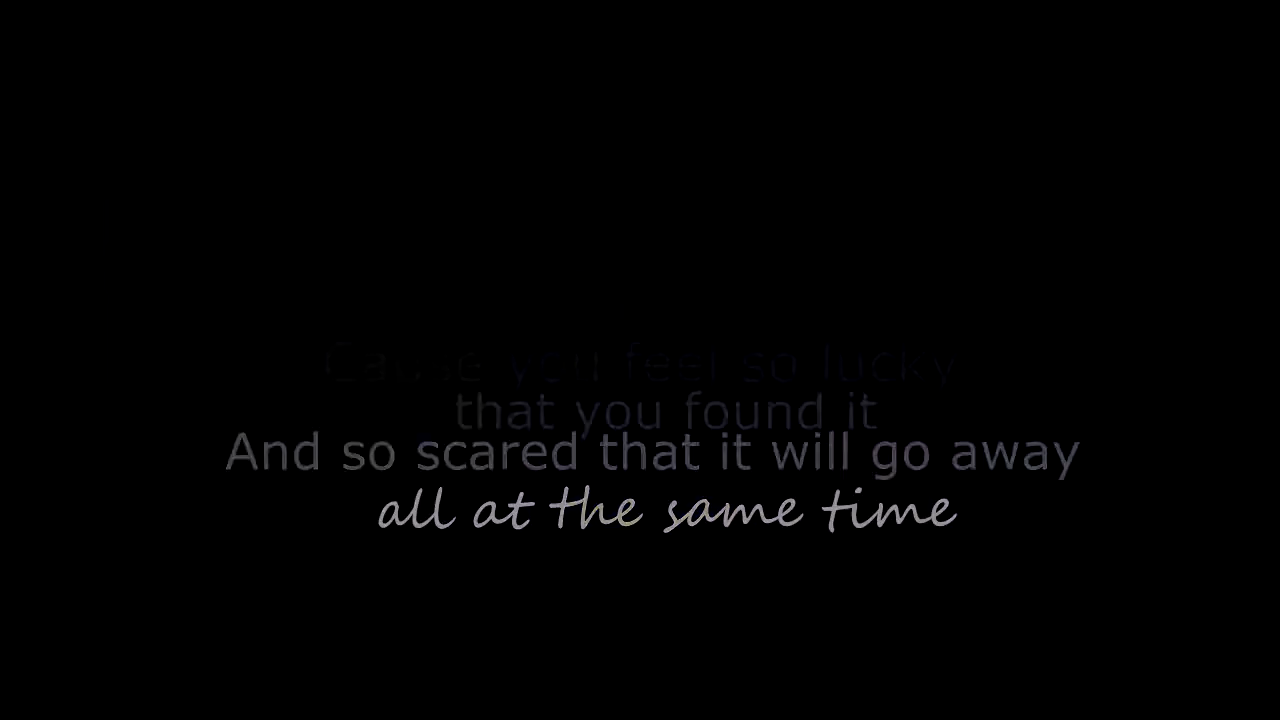 Cause you feel so lucky
that you found it
And so scared that it will go away
all at the same time